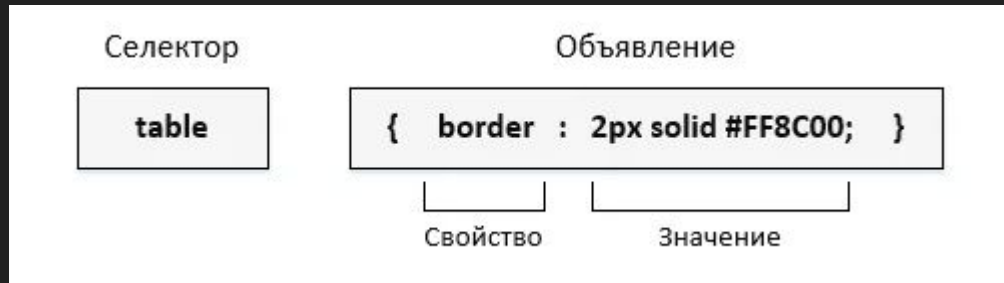 Селектор
Объявление
table
{ border : 2px solid #FF8C00; }
Свойство
Значение